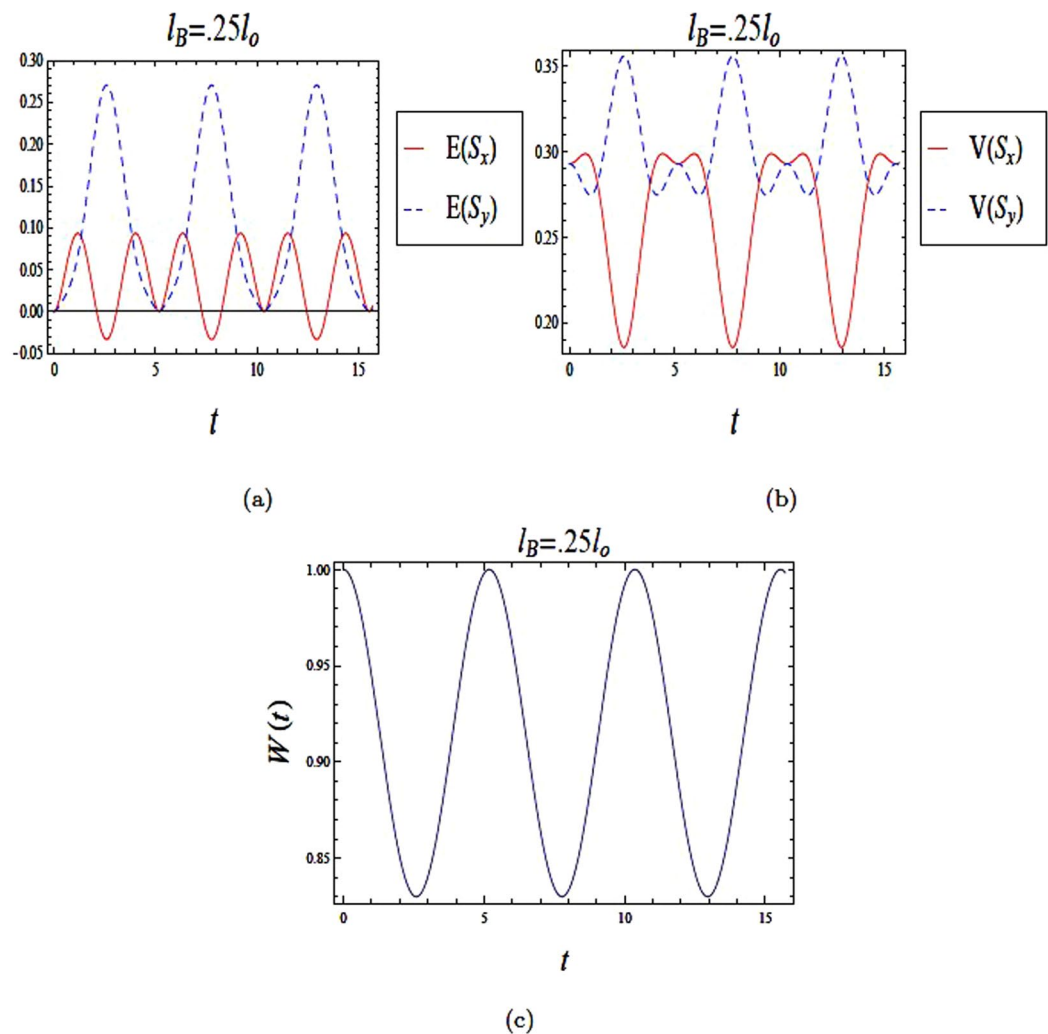 l_B=.25l_o
0.30
0.25
0.20
0.15
0.10
0.05
0.00
-0.05
0 5 10 15
t
E(S_x)
E(S_y)
(a)
l_B=.25l_o
0.35
0.30
0.25
0.20
0 5 10 15
t
V(S_x)
V(S_y)
(b)
l_B=.25l_o
1.00
0.95
0.90
0.85
W(t)
0 5 10 15
t
(c)